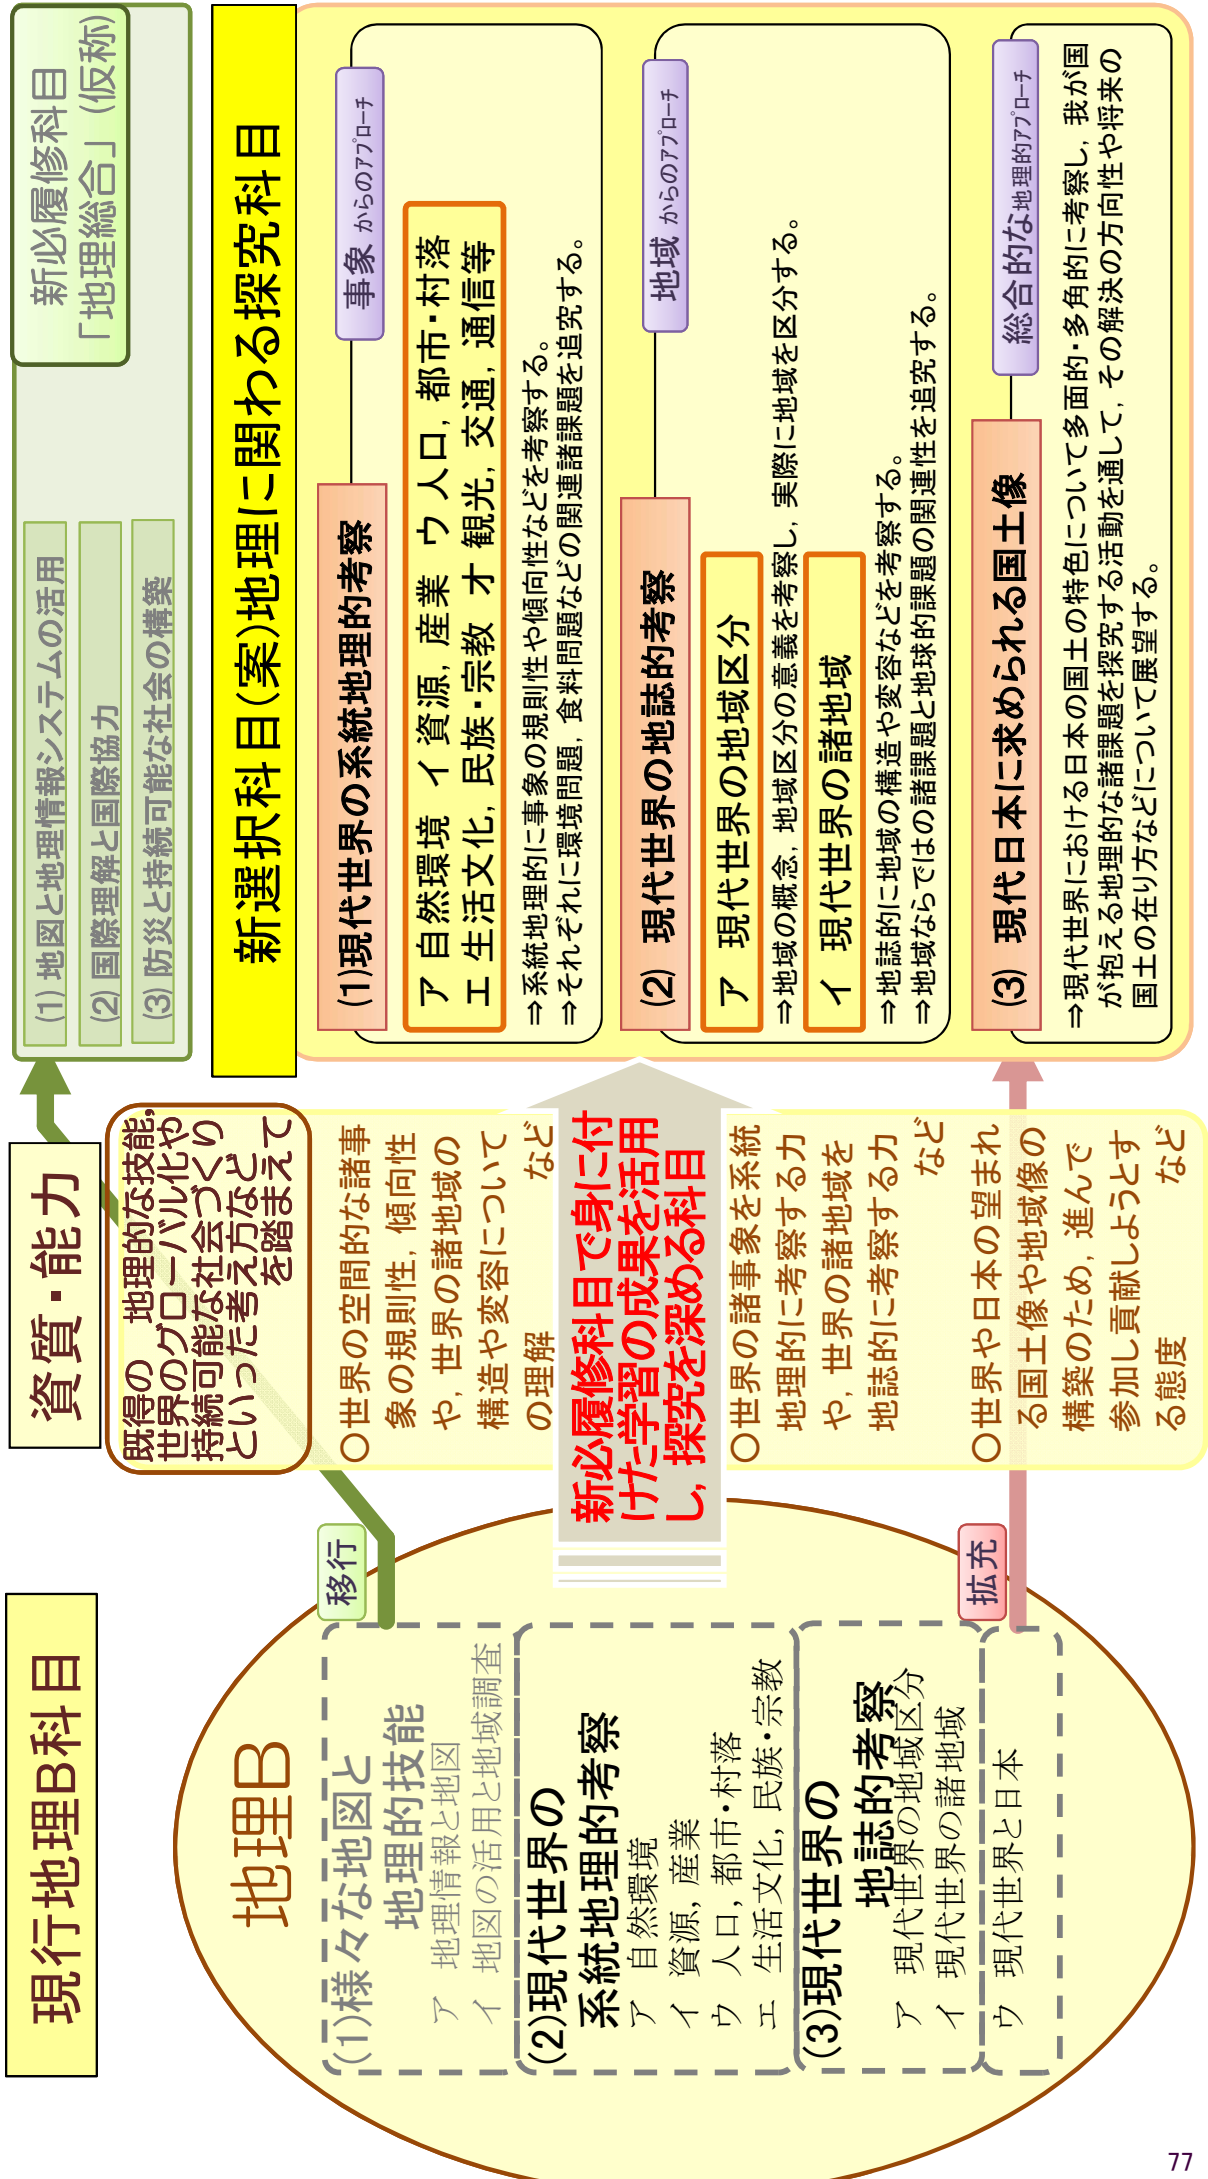 現行地理B科目
地理B
(1)様々な地図と
地理的技能
ア　地理情報と地図
イ　地図の活用と地域調査
(2)現代世界の
系統地理的考察
ア　自然環境
イ　資源，産業
ウ　人口，都市・村落
エ　生活文化，民族・宗教
(3)現代世界の
地誌的考察
ア　現代世界の地域区分
イ　現代世界の諸地域
ウ　現代世界と日本
移行
拡充
資質・能力
既得の　地理的な技能，
世界のグローバル化や
持続可能な社会づくり
といった考え方など
を踏まえて
○世界の空間的な諸事
象の規則性，傾向性
や，世界の諸地域の
構造や変容について
の理解　　　　　など
新必履修科目で身に付
けた学習の成果を活用
し，探究を深める科目
○世界の諸事象を系統
地理的に考察する力
や，世界の諸地域を
地誌的に考察する力
など
○世界や日本の望まれ
る国土像や地域像の
構築のため，進んで
参加し貢献しようとす
る態度　　　　　など
新必履修科目
「地理総合」（仮称）
(1) 地図と地理情報システムの活用
(2) 国際理解と国際協力
(3) 防災と持続可能な社会の構築
新選択科目（案）地理に関わる探究科目
(1)現代世界の系統地理的考察
事象 からのアプローチ
ア 自然環境　イ 資源，産業　ウ 人口，都市・村落
エ 生活文化，民族・宗教　オ 観光，交通，通信等
⇒系統地理的に事象の規則性や傾向性などを考察する。
⇒それぞれに環境問題，食料問題などの関連諸課題を追究する。
(2)　現代世界の地誌的考察
地域 からのアプローチ
ア　現代世界の地域区分
⇒地域の概念，地域区分の意義を考察し，実際に地域を区分する。
イ　現代世界の諸地域
⇒地誌的に地域の構造や変容などを考察する。
⇒地域ならではの諸課題と地球的課題の関連性を追究する。
(3)　現代日本に求められる国土像
総合的な地理的アプローチ
⇒現代世界における日本の国土の特色について多面的・多角的に考察し，我が国
が抱える地理的な諸課題を探究する活動を通して，その解決の方向性や将来の
国土の在り方などについて展望する。
77